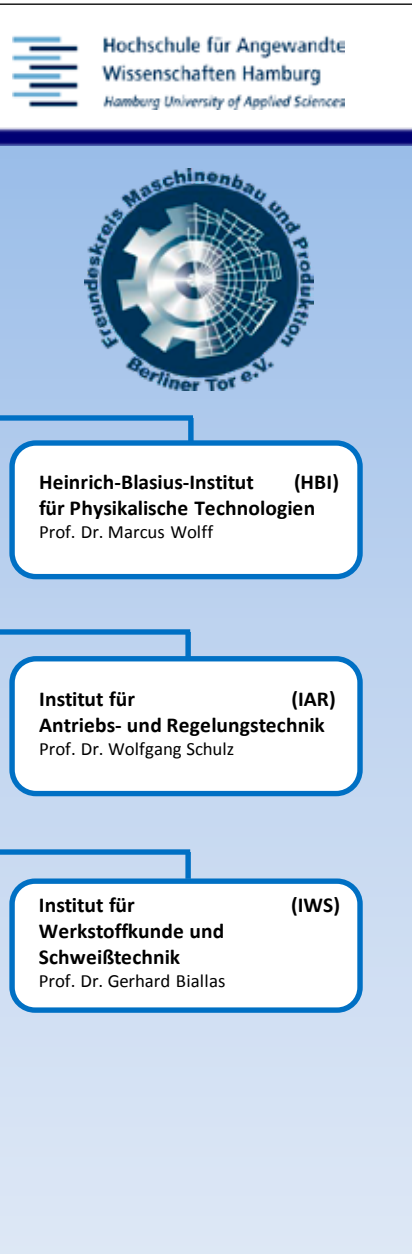 Hochschule für Angewandte
Wissenschaften Hamburg
Hamburg University of Applied Sciences
Freundeskreis Maschinenbau und Produktion
Berliner Tor e.V.
Heinrich-Blasius-Institut (HBI)
für Physikalische Technologien
Prof. Dr. Marcus Wolff
Institut für (IAR)
Antriebs- und Regelungstechnik
Prof. Dr. Wolfgang Schulz
Institut für (IWS)
Werkstoffkunde und
Schweißtechnik
Prof. Dr. Gerhard Biallas